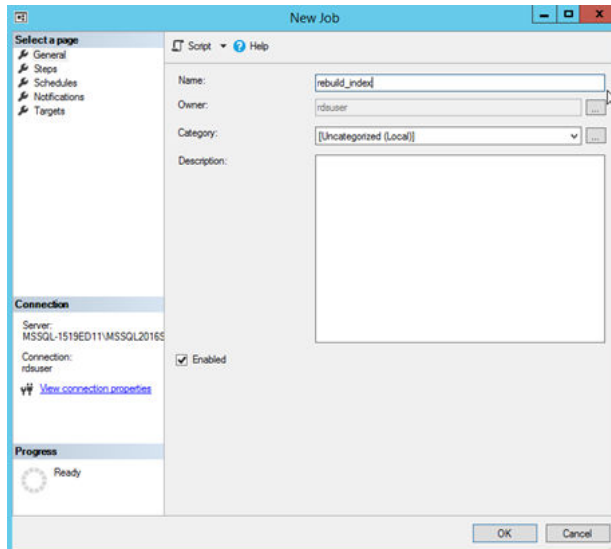 New Job
Select a page
General
Steps
Schedules
Notifications
Targets
Script
Help
Name:
rebuild_index
Owner:
rdsuser
...
Category:
[Uncategorized (Local)]
...
Description:
Enabled
Connection
Server:
MSSQL-1519ED11\MSSQL2016S
Connection:
rdsuser
View connection properties
Progress
Ready
OK
Cancel